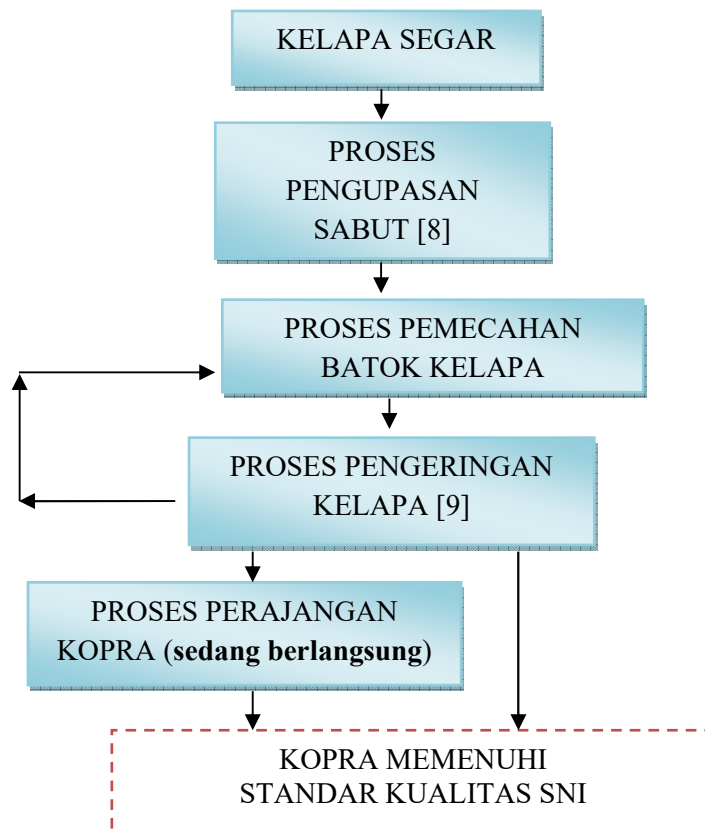 KELAPA SEGAR
PROSES
PENGUPASAN
SABUT [8]
PROSES PEMECAHAN
BATOK KELAPA
PROSES PENGERINGAN
KELAPA [9]
PROSES PERAJANGAN
KOPRA (sedang berlangsung)
KOPRA MEMENUHI
STANDAR KUALITAS SNI